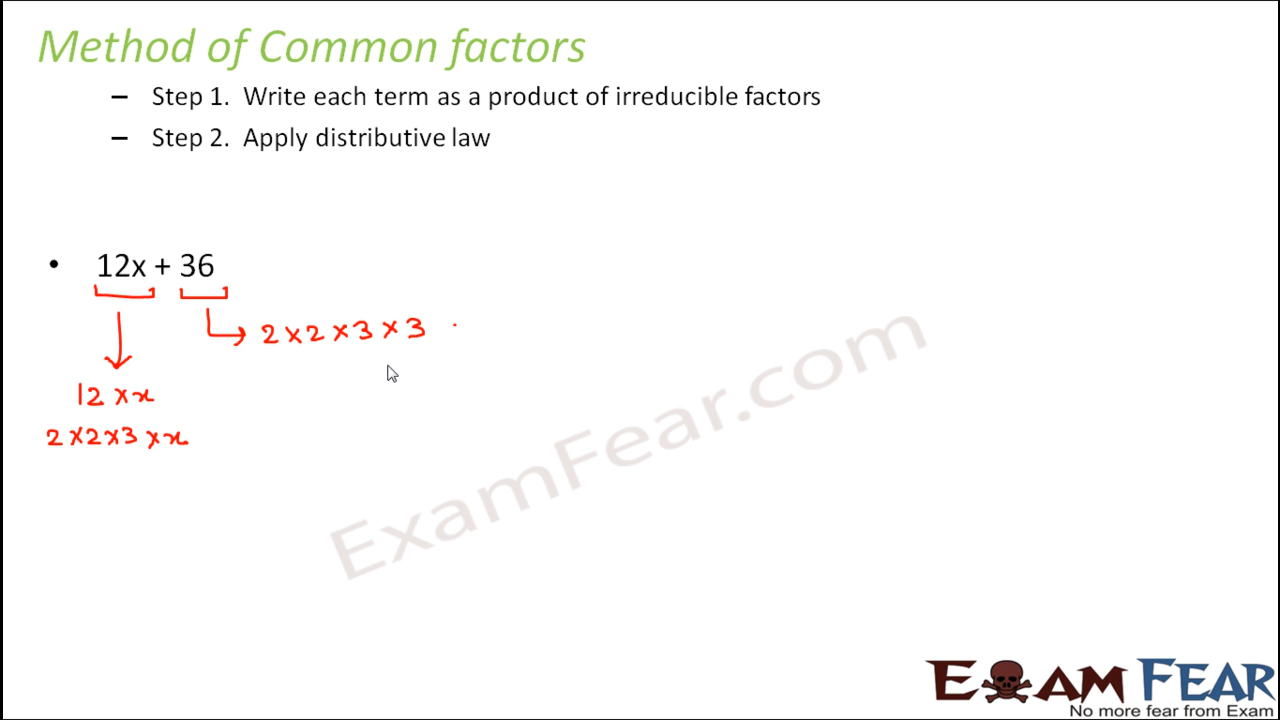 Method of Common factors
– Step 1. Write each term as a product of irreducible factors
– Step 2. Apply distributive law
• 12x + 36
2 × 2 × 3 × 3
12 × x
2 × 2 × 3 × x
ExamFear.com
EXAM FEAR
No more fear from Exam